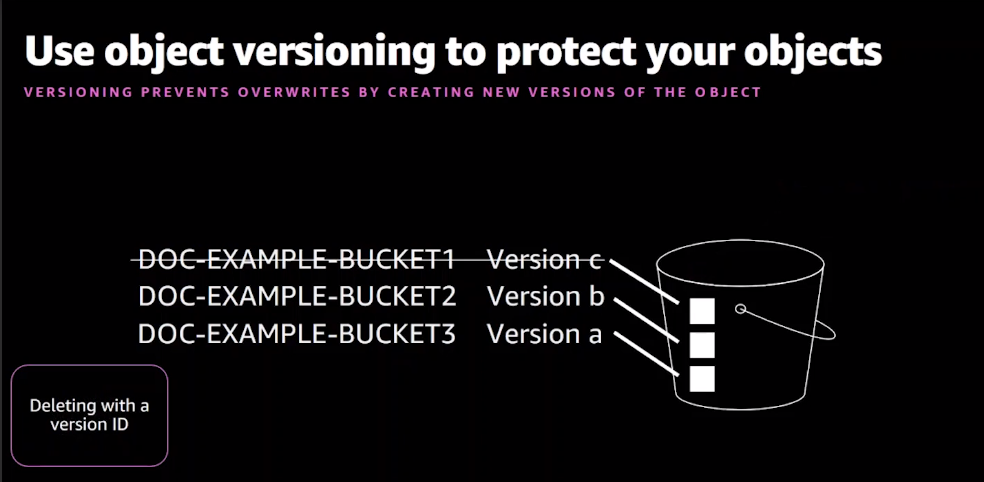 Use object versioning to protect your objects
VERSIONING PREVENTS OVERWRITES BY CREATING NEW VERSIONS OF THE OBJECT
DOC-EXAMPLE-BUCKET1 Version c
DOC-EXAMPLE-BUCKET2 Version b
DOC-EXAMPLE-BUCKET3 Version a
Deleting with a
version ID